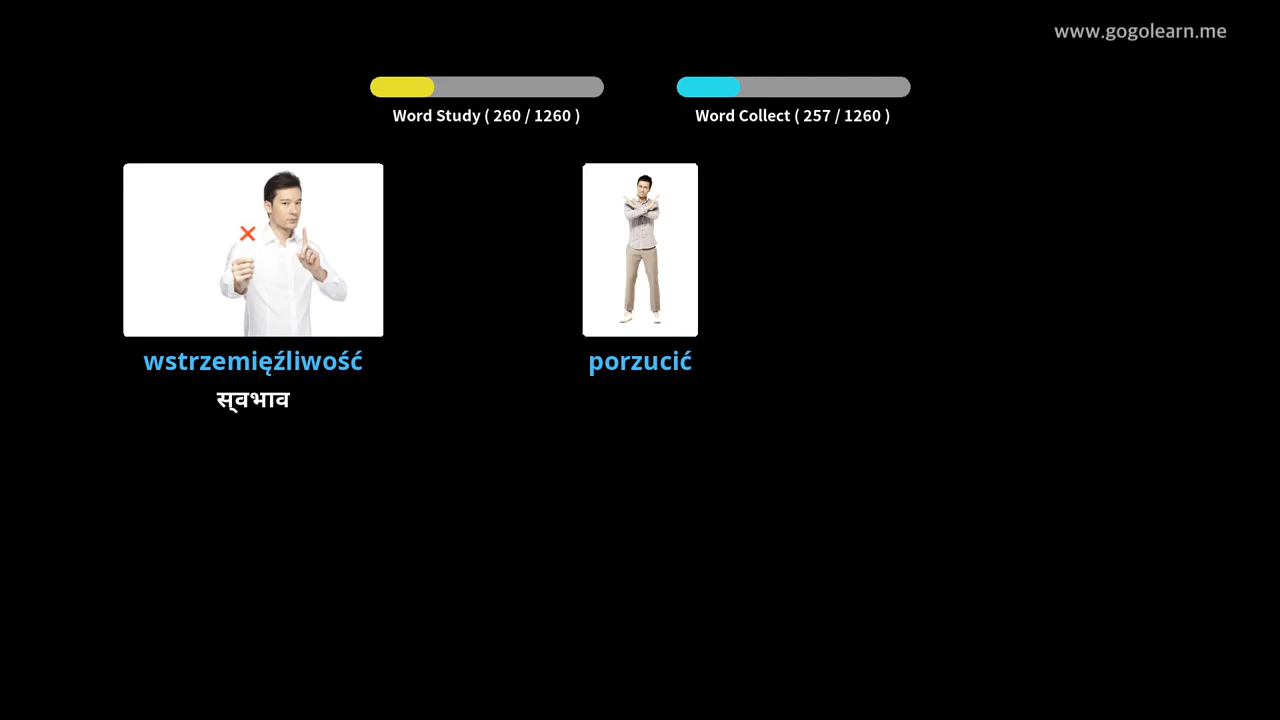 www.gogolearn.me
Word Study ( 260 / 1260 )
Word Collect ( 257 / 1260 )
wstrzemięźliwość
porzucić
स्वभाव